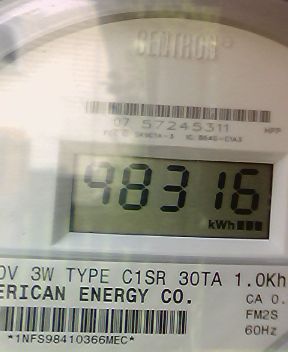 CENTRON®
07 57245311 HPP
98316
kWh
0V 3W TYPE C1SR 30TA 1.0Kh
ERICAN ENERGY CO. CA 0.
FM2S
*1NFS98410366MEC* 60Hz